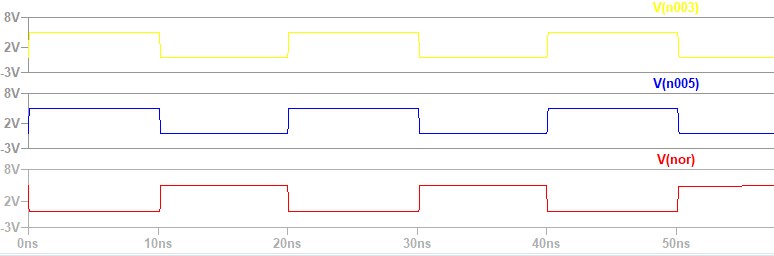 V(n003)
8V
2V
-3V
V(n005)
8V
2V
-3V
V(nor)
8V
2V
-3V
0ns 10ns 20ns 30ns 40ns 50ns